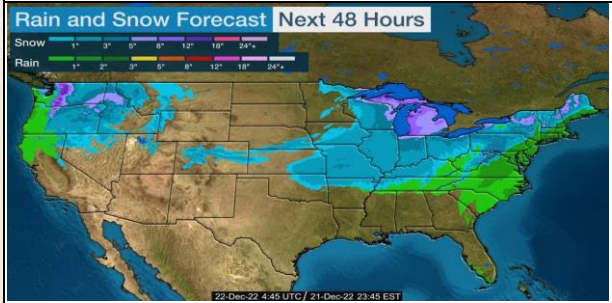 Rain and Snow Forecast Next 48 Hours
Snow
1" 3" 5" 8" 12" 18" 24"+
Rain
1" 2" 3" 5" 8" 12" 18" 24"+
22-Dec-22 4:45 UTC / 21-Dec-22 23:45 EST